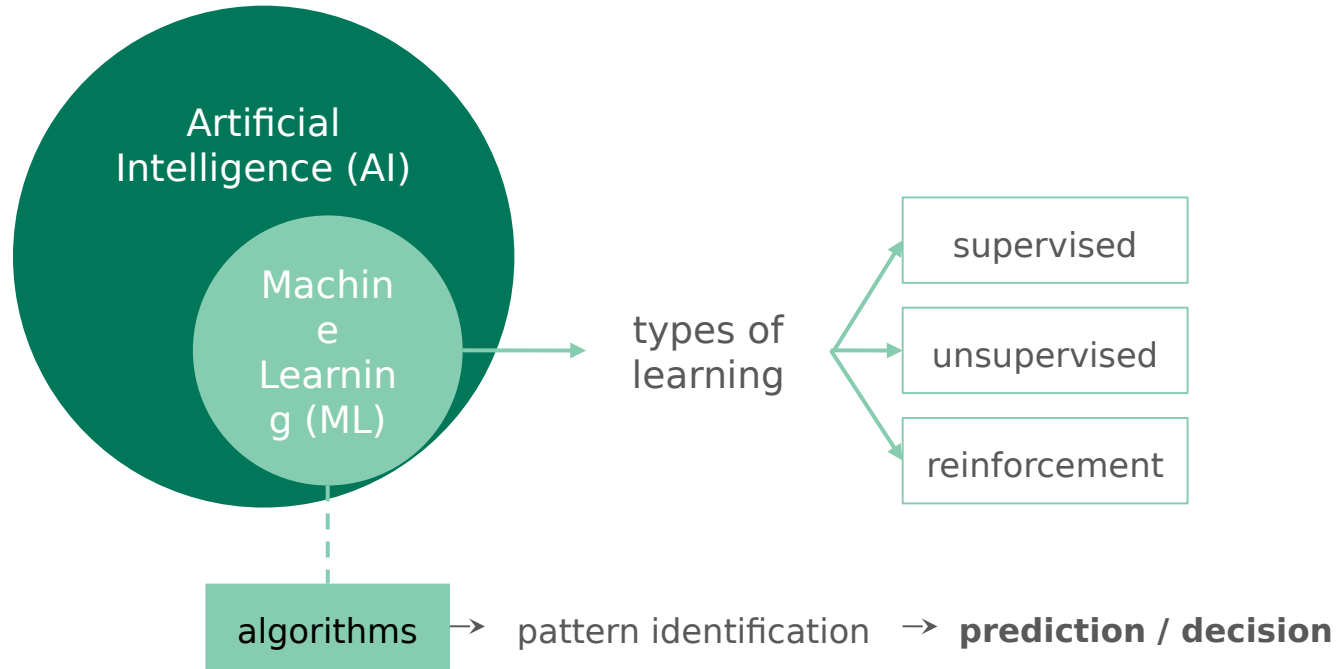 Artificial
Intelligence (AI)
Machin
e
Learnin
g (ML)
types of
learning
supervised
unsupervised
reinforcement
algorithms
pattern identification
prediction / decision